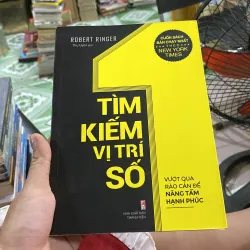 ROBERT RINGER
CUỐN SÁCH
BÁN CHẠY NHẤT
NEW YORK
TIMES
1
TÌM
KIẾM
VỊ TRÍ
SỐ
VƯỢT QUA
RÀO CẢN ĐỂ
NÂNG TẦM
HẠNH PHÚC